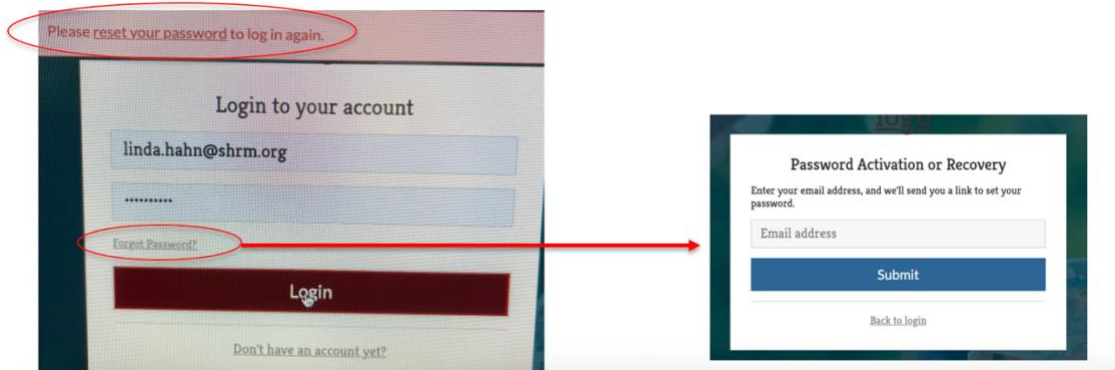 Please reset your password to log in again.
Login to your account
linda.hahn@shrm.org
••••••••••
Forgot Password?
Login
Don't have an account yet?
logo
Password Activation or Recovery
Enter your email address, and we'll send you a link to set your
password.
Email address
Submit
Back to login